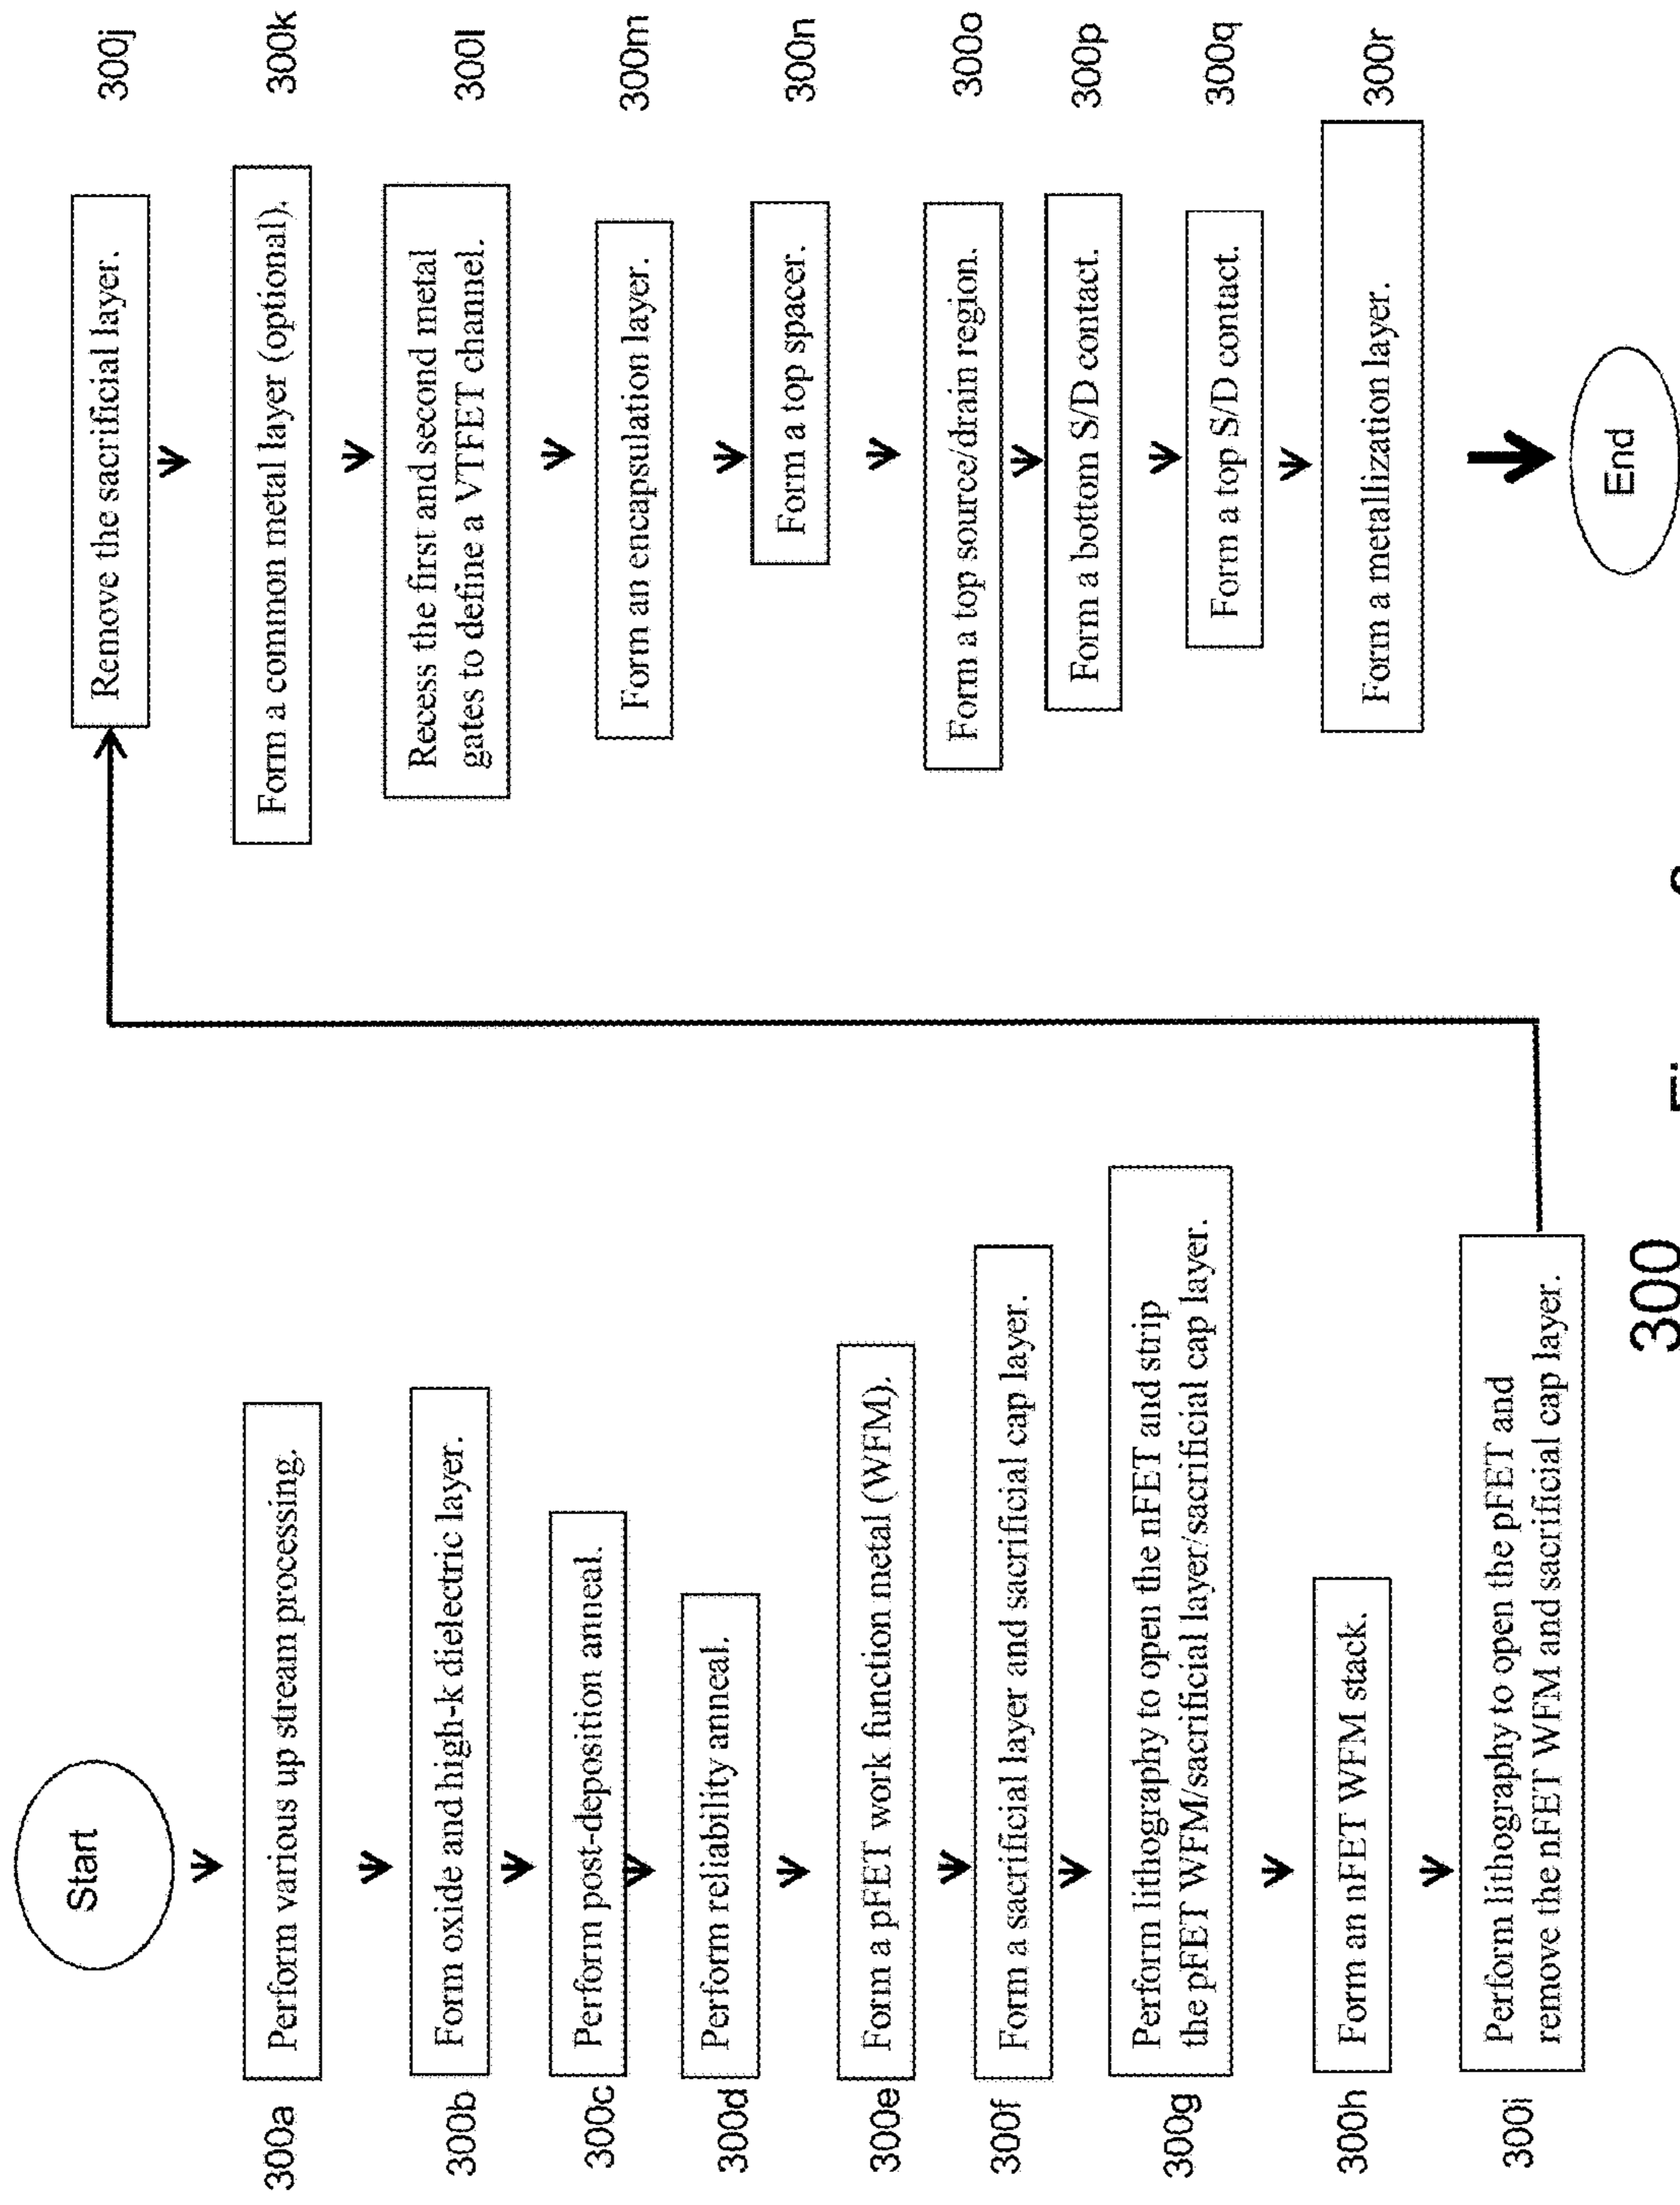 Start
300a
Perform various up stream processing.
300b
Form oxide and high-k dielectric layer.
300c
Perform post-deposition anneal.
300d
Perform reliability anneal.
300e
Form a pFET work function metal (WFM).
300f
Form a sacrificial layer and sacrificial cap layer.
300g
Perform lithography to open the nFET and strip
the pFET WFM/sacrificial layer/sacrificial cap layer.
300h
Form an nFET WFM stack.
300i
Perform lithography to open the pFET and
remove the nFET WFM and sacrificial cap layer.
300
Remove the sacrificial layer.
300j
Form a common metal layer (optional).
300k
Recess the first and second metal
gates to define a VTFET channel.
300l
Form an encapsulation layer.
300m
Form a top spacer.
300n
Form a top source/drain region.
300o
Form a bottom S/D contact.
300p
Form a top S/D contact.
300q
Form a metallization layer.
300r
End